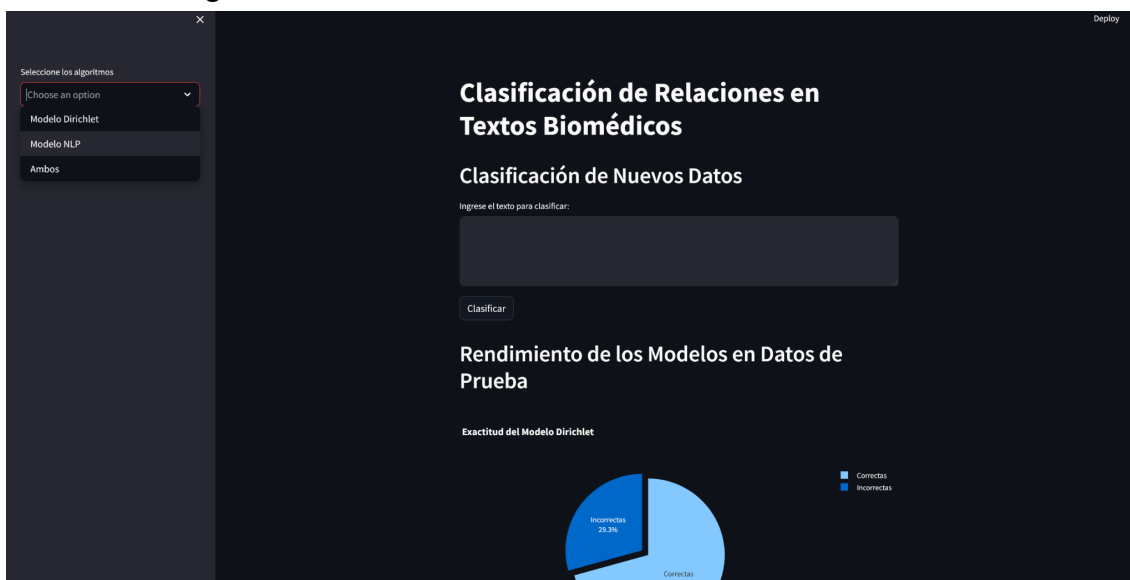 Deploy
Seleccione los algoritmos
Choose an option
Modelo Dirichlet
Modelo NLP
Ambos
Clasificación de Relaciones en
Textos Biomédicos
Clasificación de Nuevos Datos
Ingrese el texto para clasificar:
Clasificar
Rendimiento de los Modelos en Datos de
Prueba
Exactitud del Modelo Dirichlet
Correctas
Incorrectas
Incorrectas
29.3%
Correctas